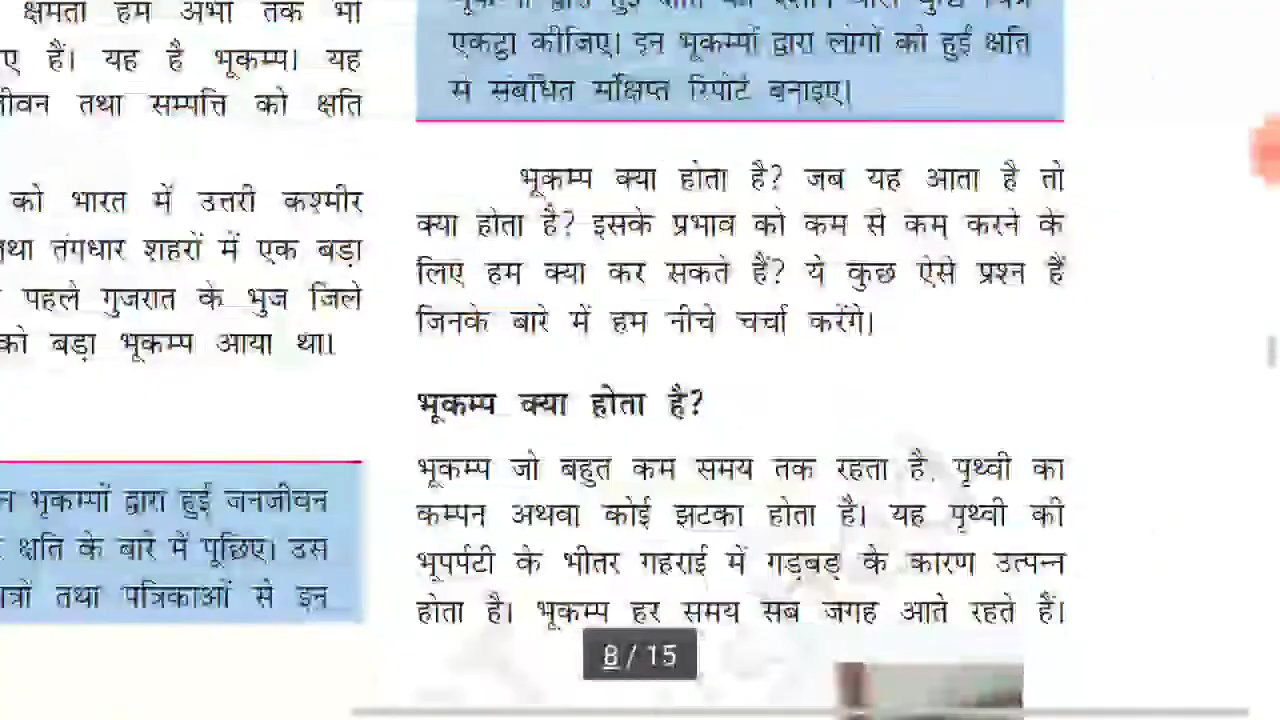 क्षमता हम अभी तक भी
ए हैं। यह है भूकम्प। यह
जीवन तथा सम्पत्ति को क्षति
को भारत में उत्तरी कश्मीर
तथा तंगधार शहरों में एक बड़ा
पहले गुजरात के भुज जिले
को बड़ा भूकम्प आया था।
न भूकम्पों द्वारा हुई जनजीवन
क्षति के बारे में पूछिए। उस
त्रों तथा पत्रिकाओं से इन
एकट्ठा कीजिए। इन भूकम्पों द्वारा लोगों को हुई क्षति
से संबंधित संक्षिप्त रिपोर्ट बनाइए।
भूकम्प क्या होता है? जब यह आता है तो
क्या होता है? इसके प्रभाव को कम से कम करने के
लिए हम क्या कर सकते हैं? ये कुछ ऐसे प्रश्न हैं
जिनके बारे में हम नीचे चर्चा करेंगे।
भूकम्प क्या होता है?
भूकम्प जो बहुत कम समय तक रहता है, पृथ्वी का
कम्पन अथवा कोई झटका होता है। यह पृथ्वी की
भूपर्पटी के भीतर गहराई में गड़बड़ के कारण उत्पन्न
होता है। भूकम्प हर समय सब जगह आते रहते हैं।
8 / 15